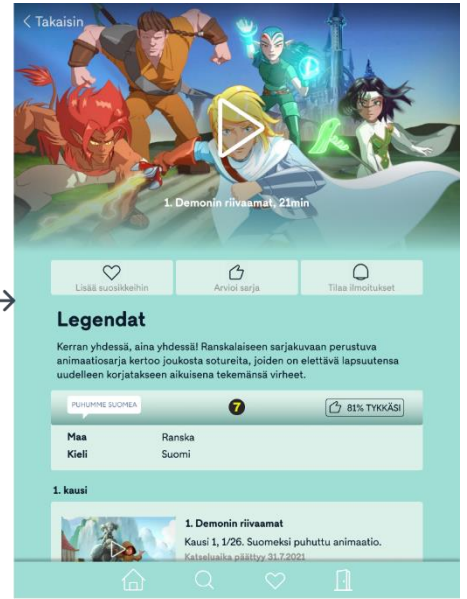 Takaisin
1. Demonin riivaamat, 21min
Lisää suosikkeihin
Arvioi sarja
Tilaa ilmoitukset
Legendat
Kerran yhdessä, aina yhdessä! Ranskalaiseen sarjakuvaan perustuva
animaatiosarja kertoo joukosta sotureita, joiden on elettävä lapsuutensa
uudelleen korjatakseen aikuisena tekemänsä virheet.
PUHUMME SUOMEA
7
81% TYKKÄSI
Maa Ranska
Kieli Suomi
1. kausi
1. Demonin riivaamat
Kausi 1, 1/26. Suomeksi puhuttu animaatio.
Katseluaika päättyy 31.7.2021